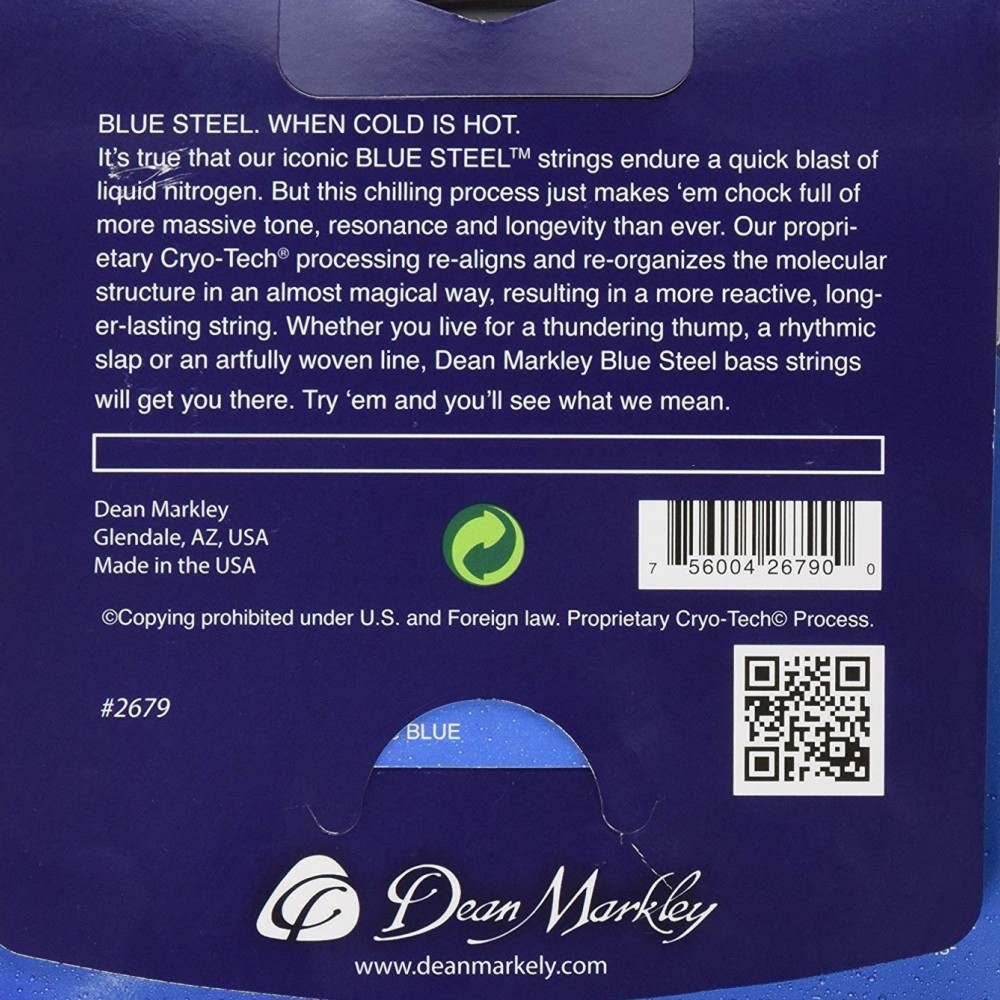 BLUE STEEL. WHEN COLD IS HOT.
It's true that our iconic BLUE STEEL™ strings endure a quick blast of
liquid nitrogen. But this chilling process just makes 'em chock full of
more massive tone, resonance and longevity than ever. Our propri-
etary Cryo-Tech® processing re-aligns and re-organizes the molecular
structure in an almost magical way, resulting in a more reactive, long-
er-lasting string. Whether you live for a thundering thump, a rhythmic
slap or an artfully woven line, Dean Markley Blue Steel bass strings
will get you there. Try 'em and you'll see what we mean.
Dean Markley
Glendale, AZ, USA
Made in the USA
7 56004 26790 0
©Copying prohibited under U.S. and Foreign law. Proprietary Cryo-Tech© Process.
#2679
BLUE
Dean Markley
www.deanmarkely.com